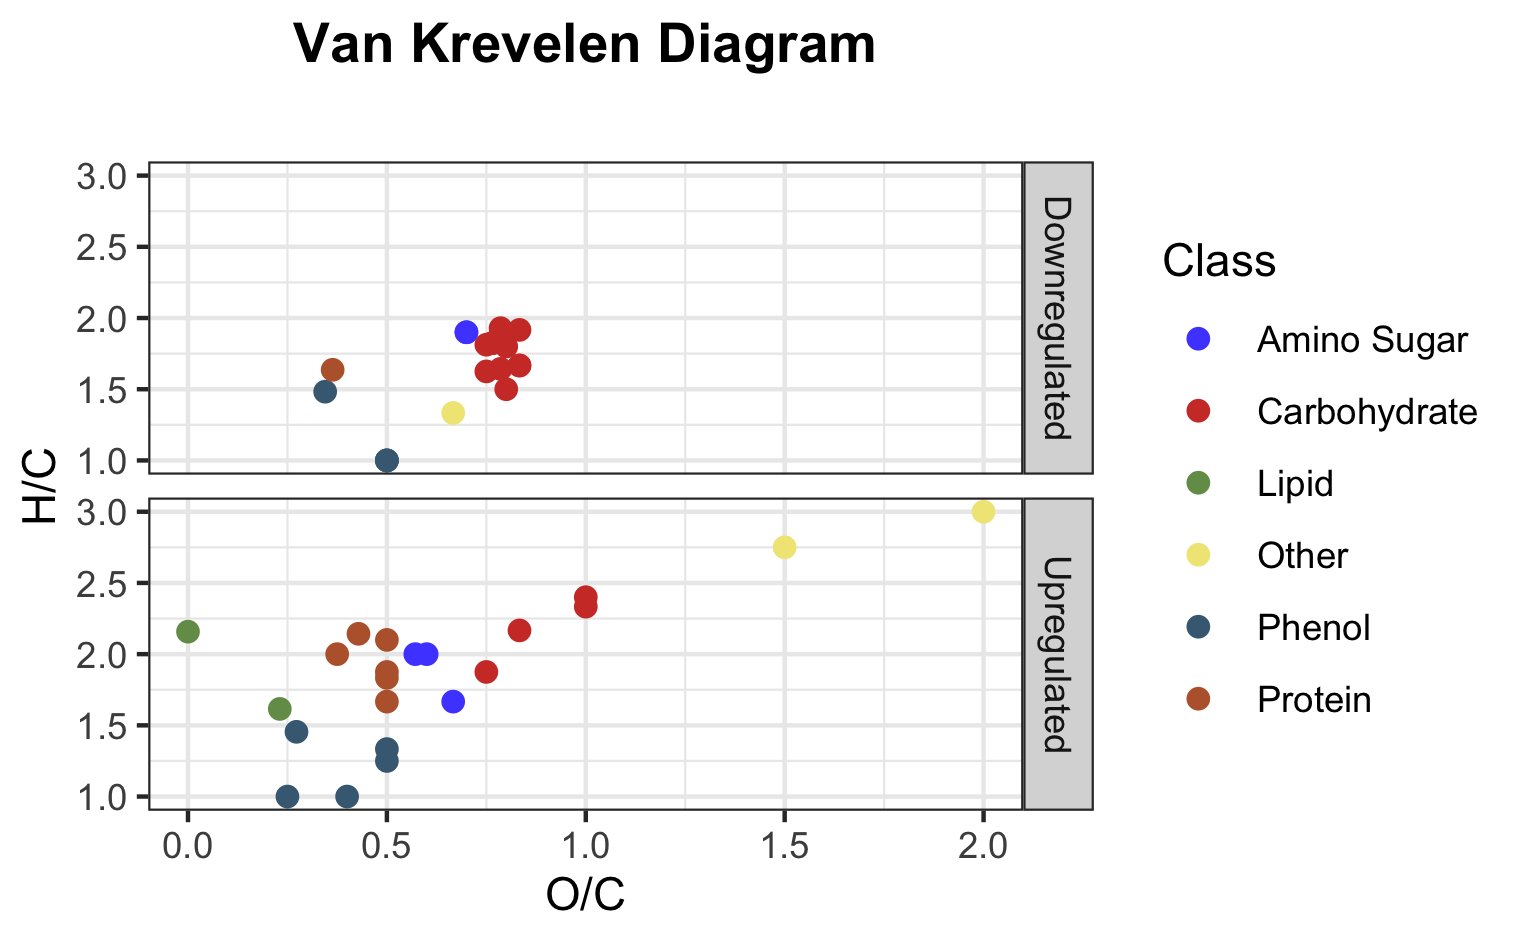 Van Krevelen Diagram
3.0
2.5
2.0
1.5
1.0
Downregulated
3.0
2.5
2.0
1.5
1.0
Upregulated
H/C
0.0 0.5 1.0 1.5 2.0
O/C
Class
Amino Sugar
Carbohydrate
Lipid
Other
Phenol
Protein